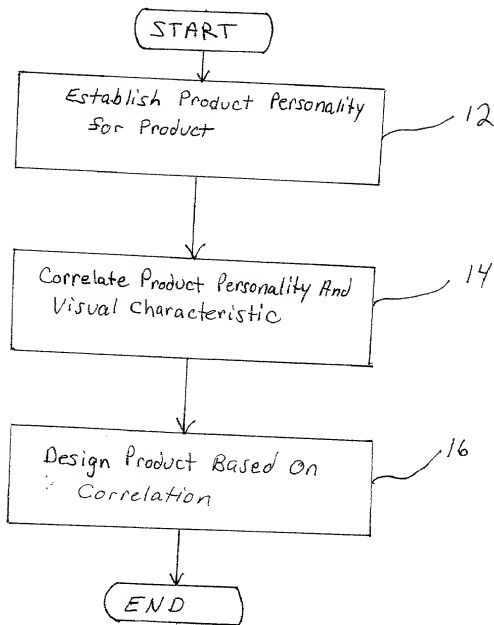 START
Establish Product Personality
for Product
12
Correlate Product Personality And
Visual Characteristic
14
Design Product Based On
Correlation
16
END